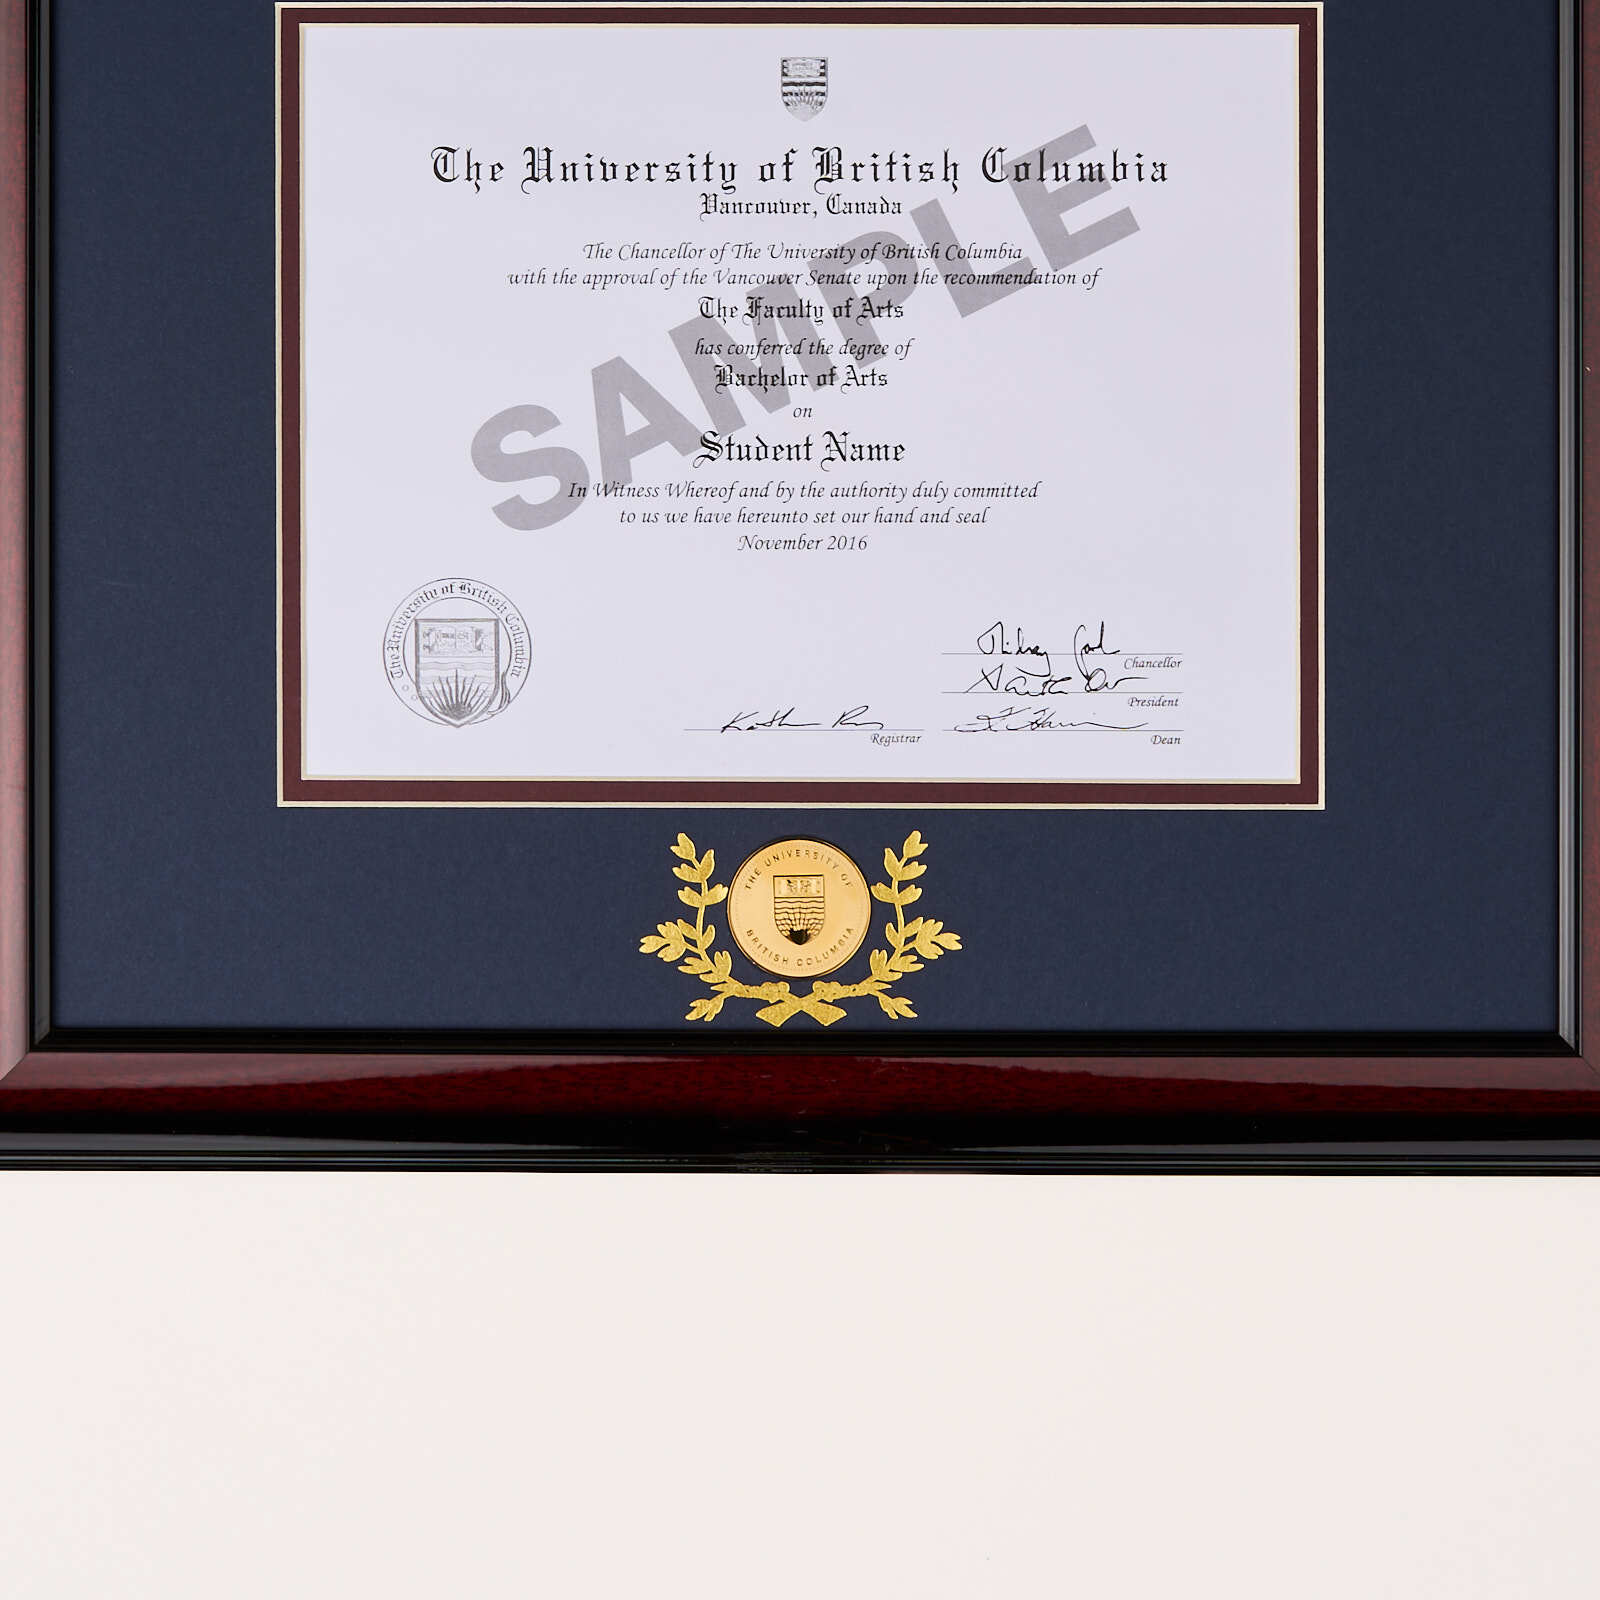 The University of British Columbia
Vancouver, Canada
The Chancellor of The University of British Columbia
with the approval of the Vancouver Senate upon the recommendation of
The Faculty of Arts
has conferred the degree of
Bachelor of Arts
on
Student Name
In Witness Whereof and by the authority duly committed
to us we have hereunto set our hand and seal
November 2016
SAMPLE
The University of British Columbia
Chancellor
President
Registrar
Dean
THE UNIVERSITY OF
BRITISH COLUMBIA